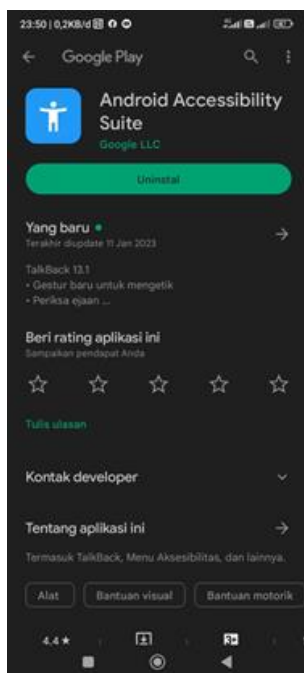 23:50 | 0,2KB/d
Google Play
Android Accessibility
Suite
Google LLC
Uninstal
Yang baru
Terakhir diupdate 11 Jan 2023
TalkBack 13.1
• Gestur baru untuk mengetik
• Periksa ejaan ...
Beri rating aplikasi ini
Sampaikan pendapat Anda
Tulis ulasan
Kontak developer
Tentang aplikasi ini
Termasuk TalkBack, Menu Aksesibilitas, dan lainnya.
Alat
Bantuan visual
Bantuan motorik
4.4 ★
3+